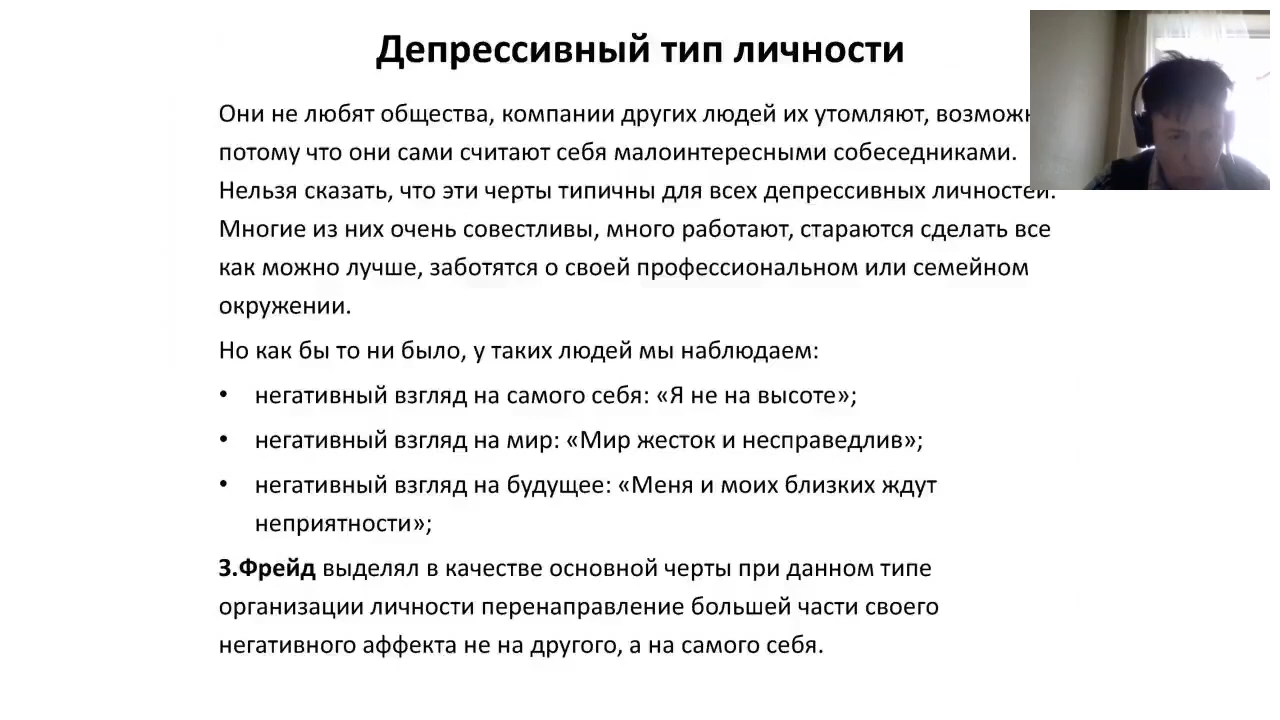 Депрессивный тип личности
Они не любят общества, компании других людей их утомляют,
потому что они сами считают себя малоинтересными собеседниками.
Нельзя сказать, что эти черты типичны для всех депрессивных личностей.
Многие из них очень совестливы, много работают, стараются сделать все
как можно лучше, заботятся о своей профессиональном или семейном
окружении.
Но как бы то ни было, у таких людей мы наблюдаем:
• негативный взгляд на самого себя: «Я не на высоте»;
• негативный взгляд на мир: «Мир жесток и несправедлив»;
• негативный взгляд на будущее: «Меня и моих близких ждут
неприятности»;
З.Фрейд выделял в качестве основной черты при данном типе
организации личности перенаправление большей части своего
негативного аффекта не на другого, а на самого себя.